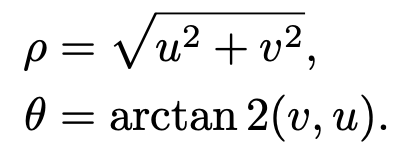 ρ = √(u² + v²),
θ = arctan 2(v, u).